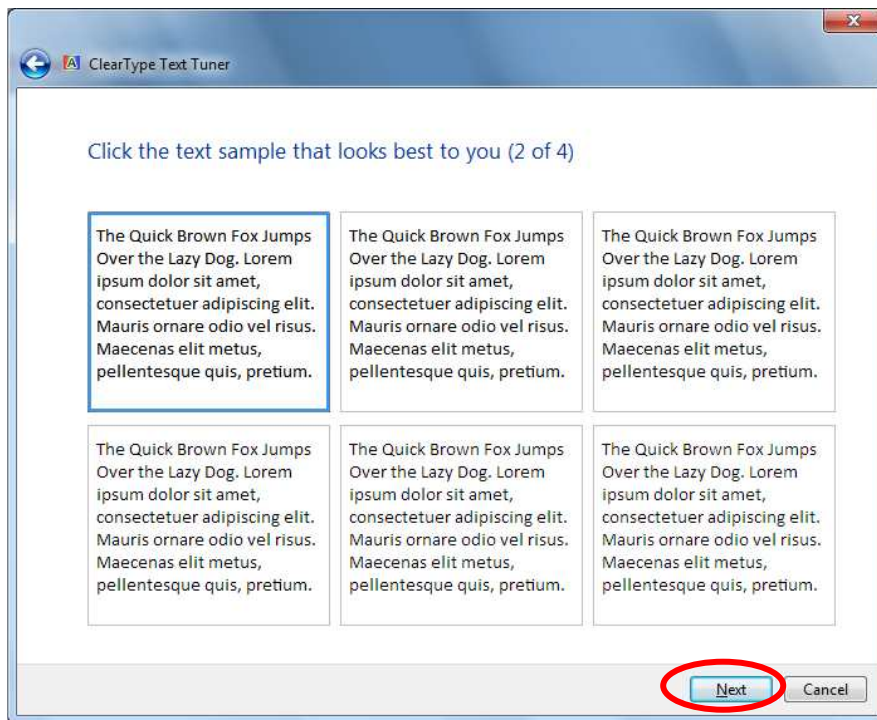 ClearType Text Tuner
Click the text sample that looks best to you (2 of 4)
The Quick Brown Fox Jumps
Over the Lazy Dog. Lorem
ipsum dolor sit amet,
consectetuer adipiscing elit.
Mauris ornare odio vel risus.
Maecenas elit metus,
pellentesque quis, pretium.
The Quick Brown Fox Jumps
Over the Lazy Dog. Lorem
ipsum dolor sit amet,
consectetuer adipiscing elit.
Mauris ornare odio vel risus.
Maecenas elit metus,
pellentesque quis, pretium.
The Quick Brown Fox Jumps
Over the Lazy Dog. Lorem
ipsum dolor sit amet,
consectetuer adipiscing elit.
Mauris ornare odio vel risus.
Maecenas elit metus,
pellentesque quis, pretium.
The Quick Brown Fox Jumps
Over the Lazy Dog. Lorem
ipsum dolor sit amet,
consectetuer adipiscing elit.
Mauris ornare odio vel risus.
Maecenas elit metus,
pellentesque quis, pretium.
The Quick Brown Fox Jumps
Over the Lazy Dog. Lorem
ipsum dolor sit amet,
consectetuer adipiscing elit.
Mauris ornare odio vel risus.
Maecenas elit metus,
pellentesque quis, pretium.
The Quick Brown Fox Jumps
Over the Lazy Dog. Lorem
ipsum dolor sit amet,
consectetuer adipiscing elit.
Mauris ornare odio vel risus.
Maecenas elit metus,
pellentesque quis, pretium.
Next Cancel